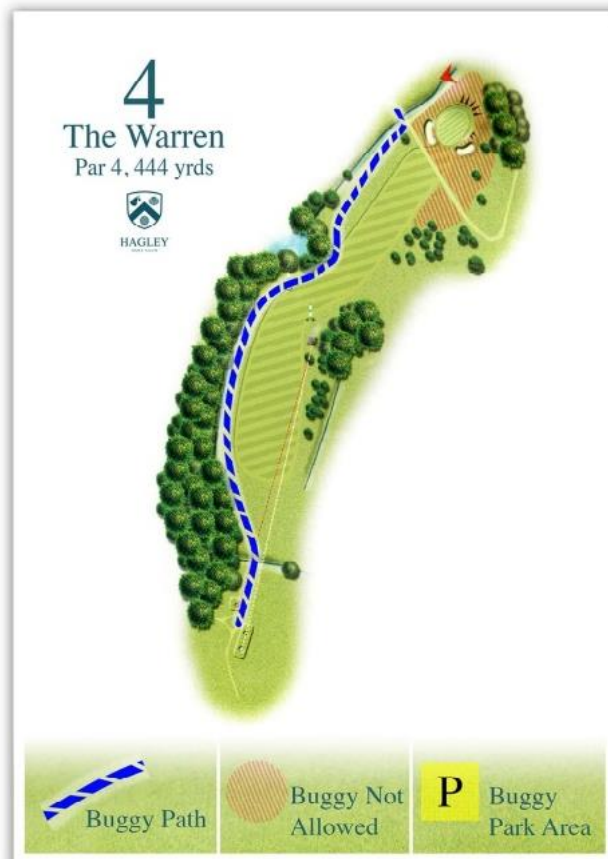 4
The Warren
Par 4, 444 yrds
HAGLEY
Buggy Path
Buggy Not
Allowed
P
Buggy
Park Area